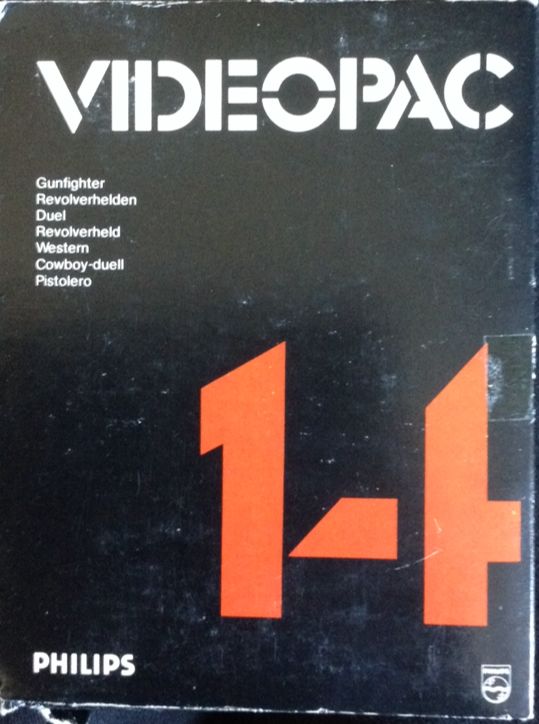 VIDEOPAC
Gunfighter
Revolverhelden
Duel
Revolverheld
Western
Cowboy-duell
Pistolero
14
PHILIPS